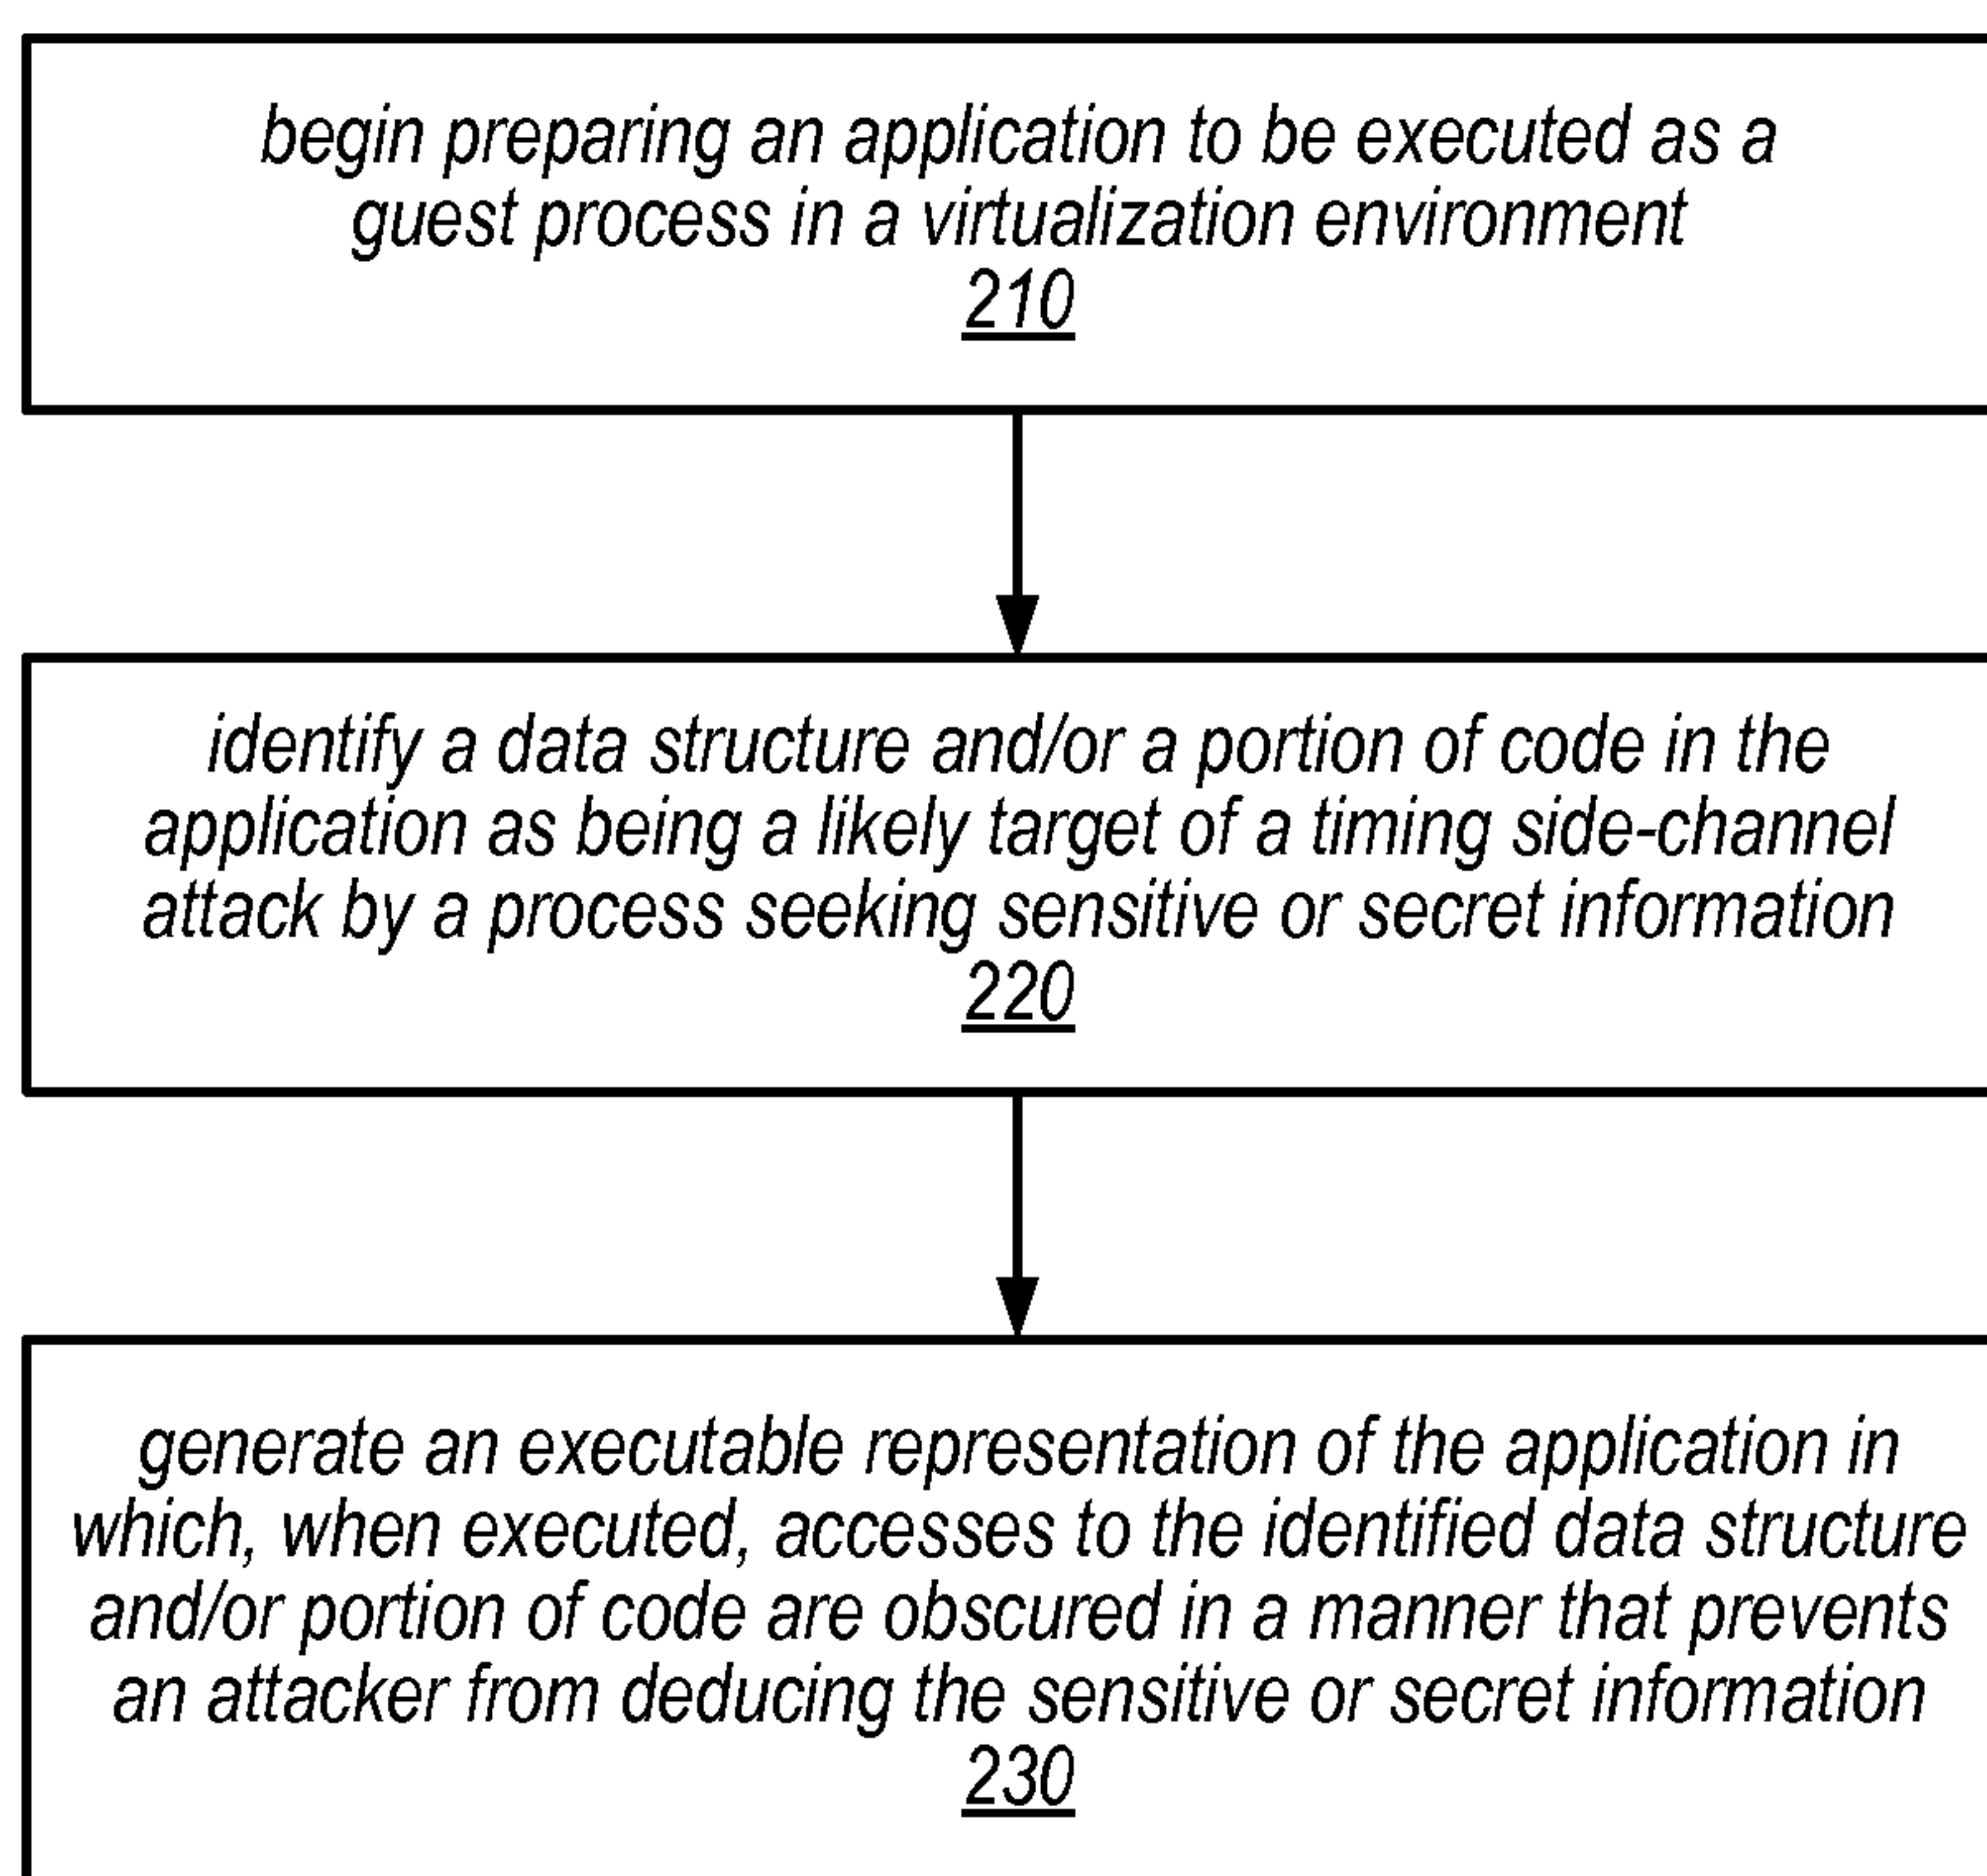 begin preparing an application to be executed as a
guest process in a virtualization environment
210
identify a data structure and/or a portion of code in the
application as being a likely target of a timing side-channel
attack by a process seeking sensitive or secret information
220
generate an executable representation of the application in
which, when executed, accesses to the identified data structure
and/or portion of code are obscured in a manner that prevents
an attacker from deducing the sensitive or secret information
230